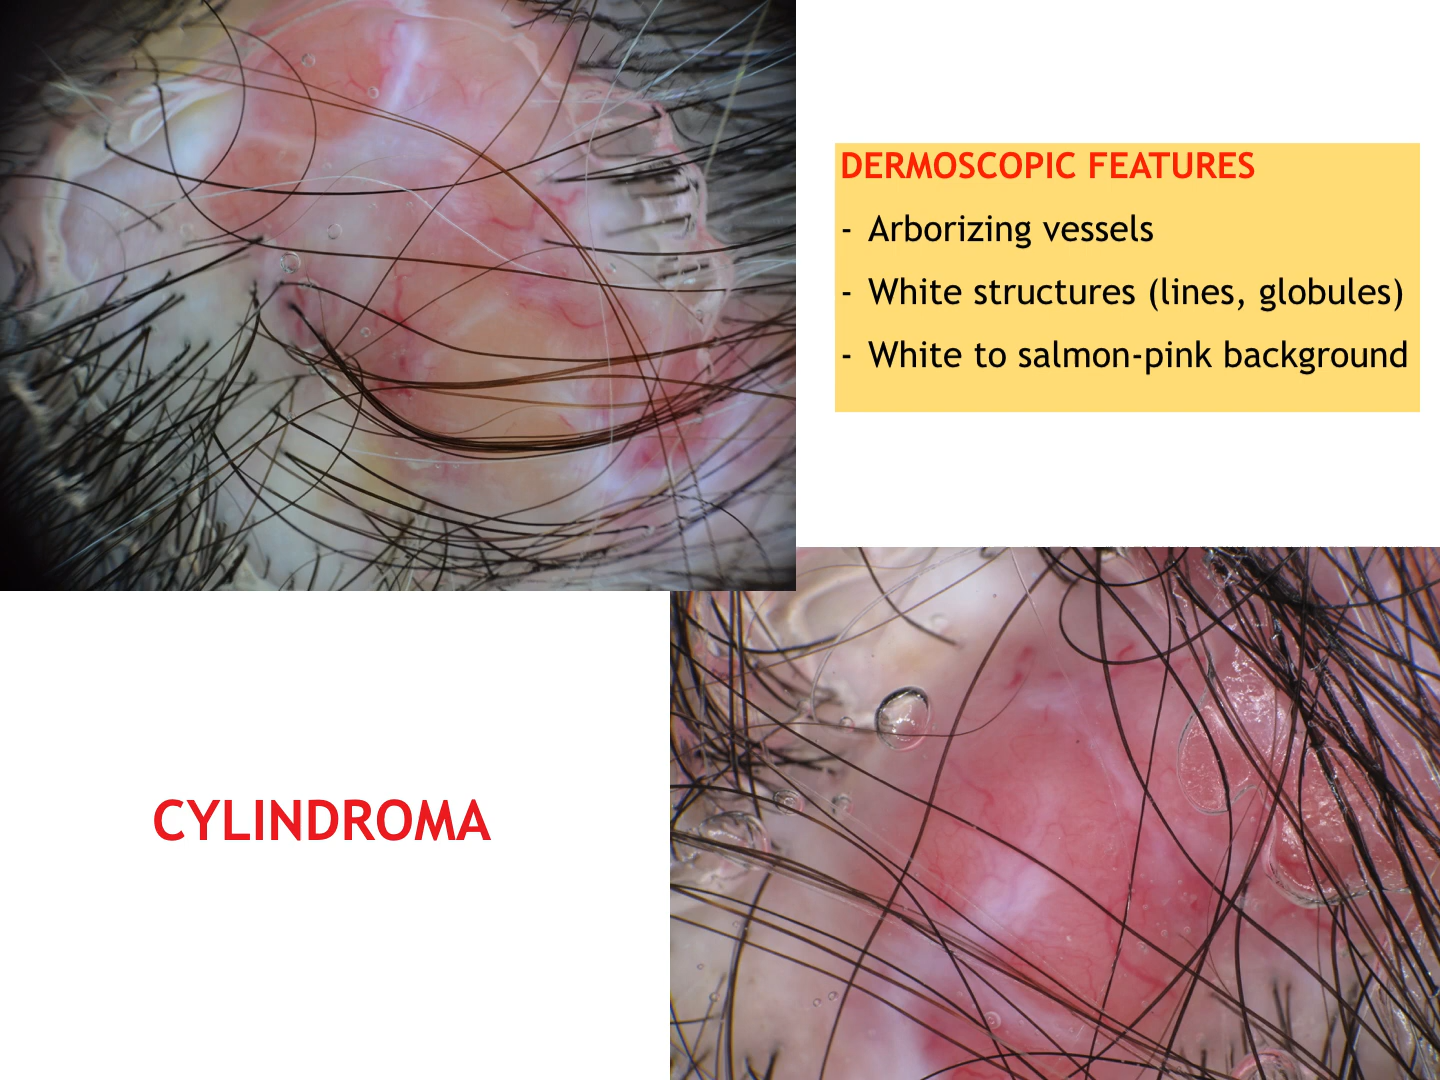 DERMOSCOPIC FEATURES
- Arborizing vessels
- White structures (lines, globules)
- White to salmon-pink background
CYLINDROMA